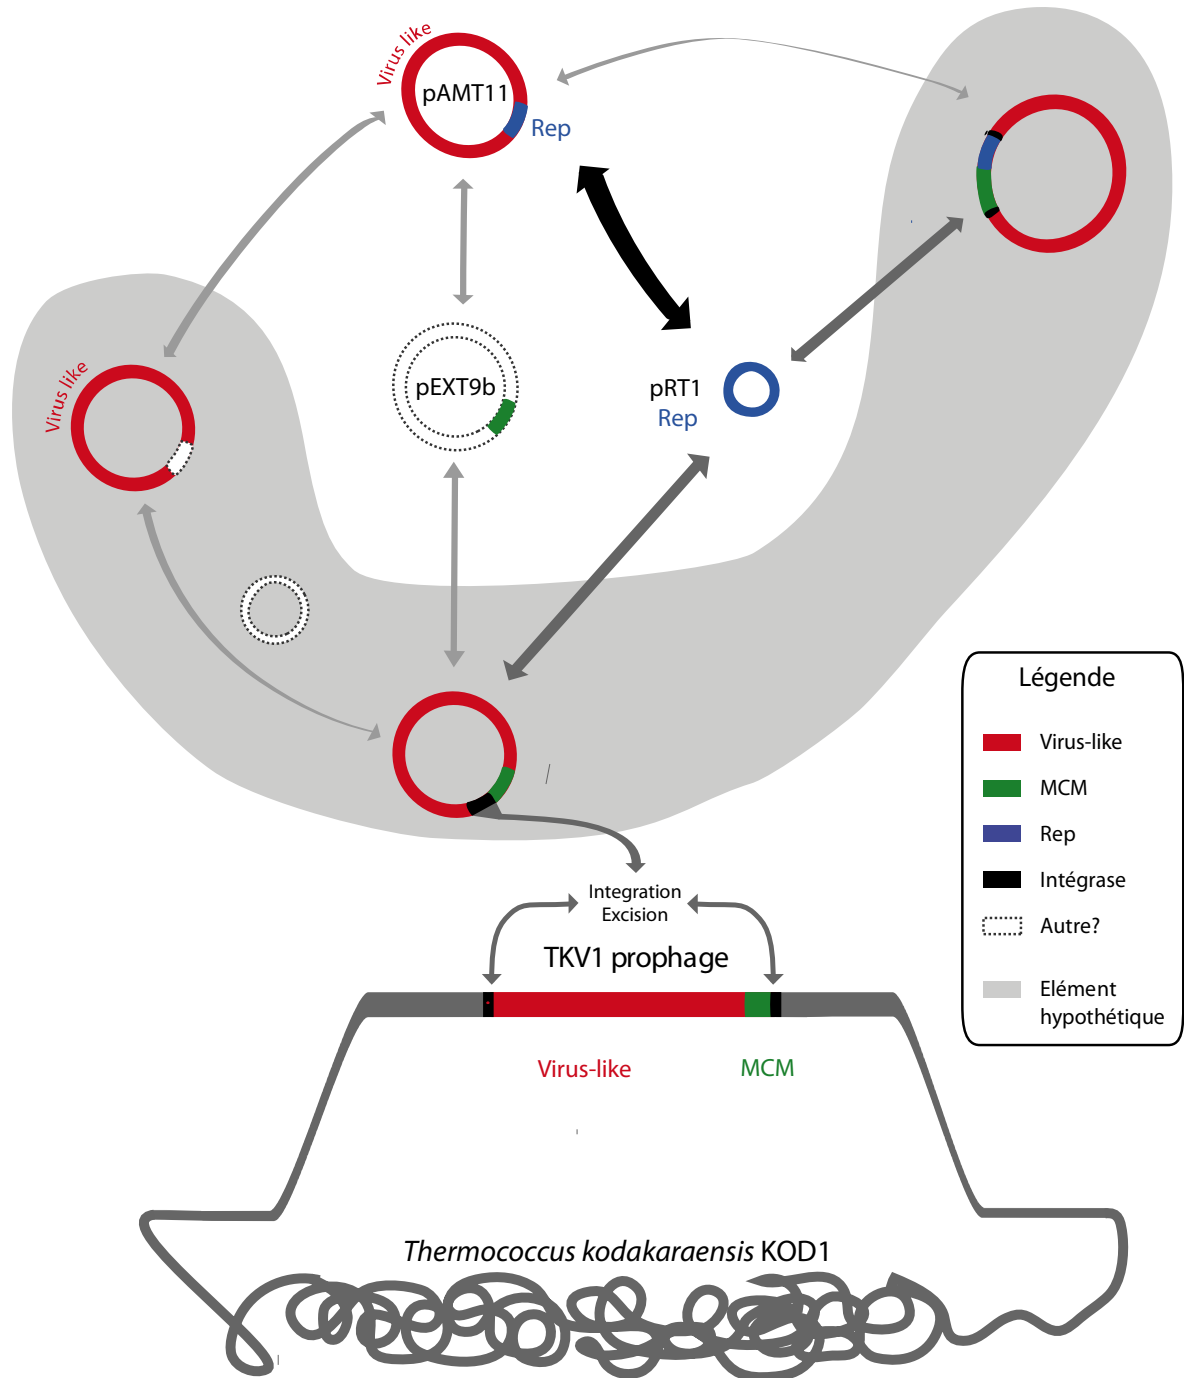 Virus like
pAMT11
Rep
Virus like
pEXT9b
pRT1
Rep
Légende
Virus-like
MCM
Rep
Intégrase
Autre?
Elément
hypothétique
Integration
Excision
TKV1 prophage
Virus-like
MCM
Thermococcus kodakaraensis KOD1